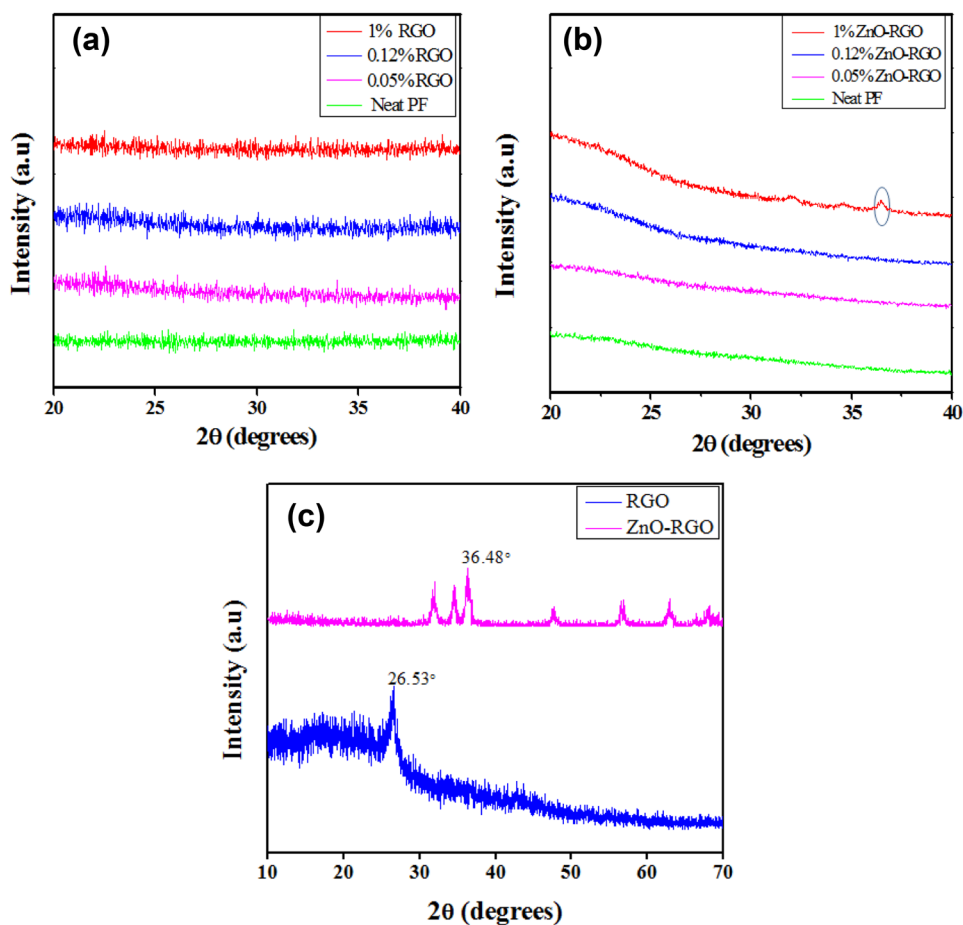 (a)
1% RGO
0.12%RGO
0.05%RGO
Neat PF
Intensity (a.u)
20 25 30 35 40
2θ (degrees)
(b)
1%ZnO-RGO
0.12%ZnO-RGO
0.05%ZnO-RGO
Neat PF
Intensity (a.u)
20 25 30 35 40
2θ (degrees)
(c)
RGO
ZnO-RGO
36.48°
26.53°
Intensity (a.u)
10 20 30 40 50 60 70
2θ (degrees)